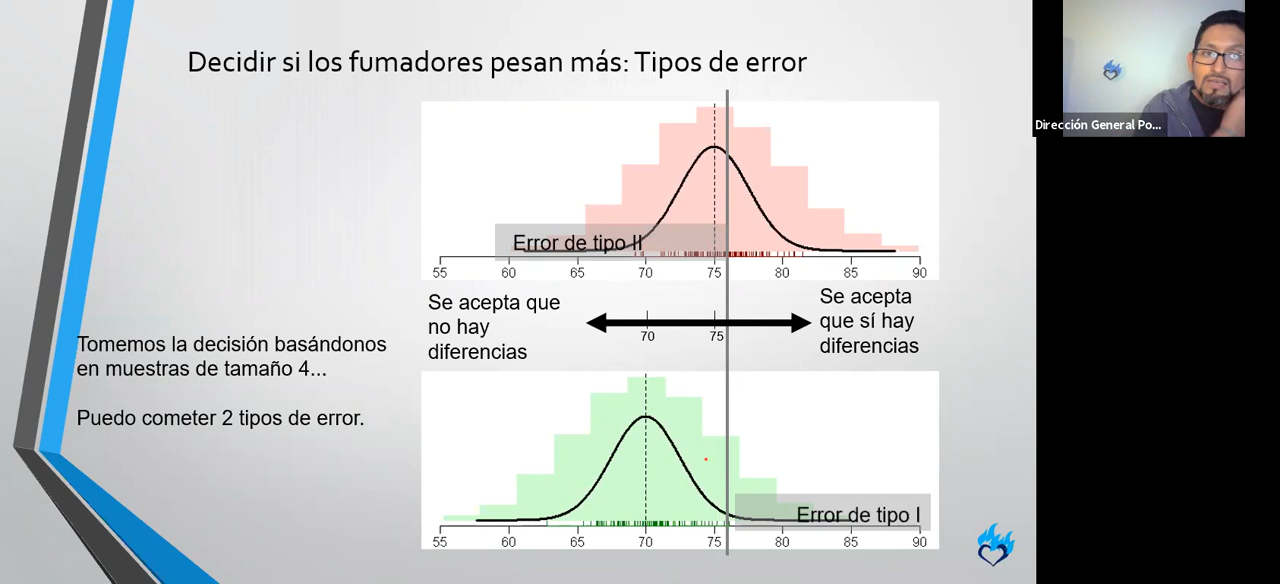 Decidir si los fumadores pesan más: Tipos de error
Dirección General Po...
Error de tipo II
55 60 65 70 75 80 85 90
Se acepta que
no hay
diferencias
70 75
Se acepta
que sí hay
diferencias
Tomemos la decisión basándonos
en muestras de tamaño 4...
Puedo cometer 2 tipos de error.
Error de tipo I
55 60 65 70 75 80 85 90